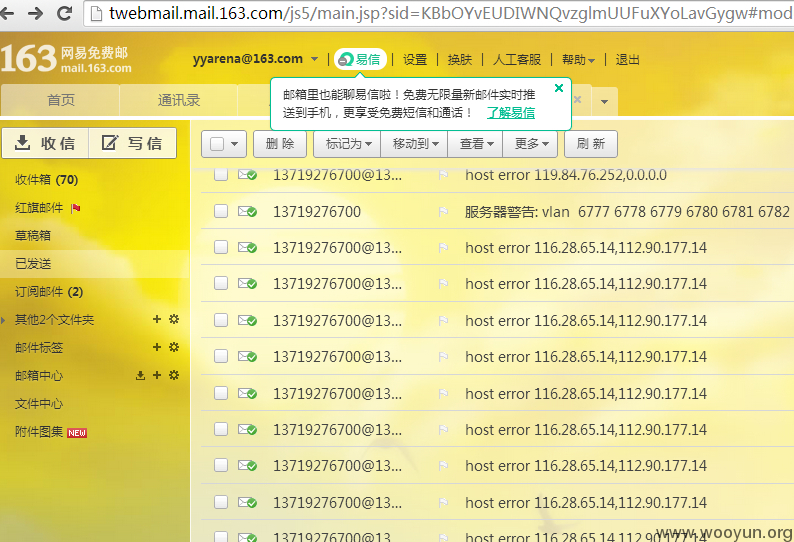 twebmail.mail.163.com/js5/main.jsp?sid=KBbOYvEUDIWNQvzglmUUFuXYoLavGygw#mod
163 网易免费邮
mail.163.com
yyarena@163.com | 易信 | 设置 | 换肤 | 人工客服 | 帮助 | 退出
首页 通讯录
邮箱里也能聊易信啦！免费无限量新邮件实时推
送到手机，更享受免费短信和通话！ 了解易信
收信 写信
删除 标记为 移动到 查看 更多 刷新
收件箱 (70)
红旗邮件
草稿箱
已发送
订阅邮件 (2)
其他2个文件夹
邮件标签
邮箱中心
文件中心
附件图集 NEW
13719276700@13... host error 119.84.76.252,0.0.0.0
13719276700 服务器警告: vlan 6777 6778 6779 6780 6781 6782
13719276700@13... host error 116.28.65.14,112.90.177.14
13719276700@13... host error 116.28.65.14,112.90.177.14
13719276700@13... host error 116.28.65.14,112.90.177.14
13719276700@13... host error 116.28.65.14,112.90.177.14
13719276700@13... host error 116.28.65.14,112.90.177.14
13719276700@13... host error 116.28.65.14,112.90.177.14
13719276700@13... host error 116.28.65.14,112.90.177.14
13719276700@13... host error 116.28.65.14,112.90.177.14
13719276700@13... host error 116.28.65.14,112.90.177.14
www.wooyun.org